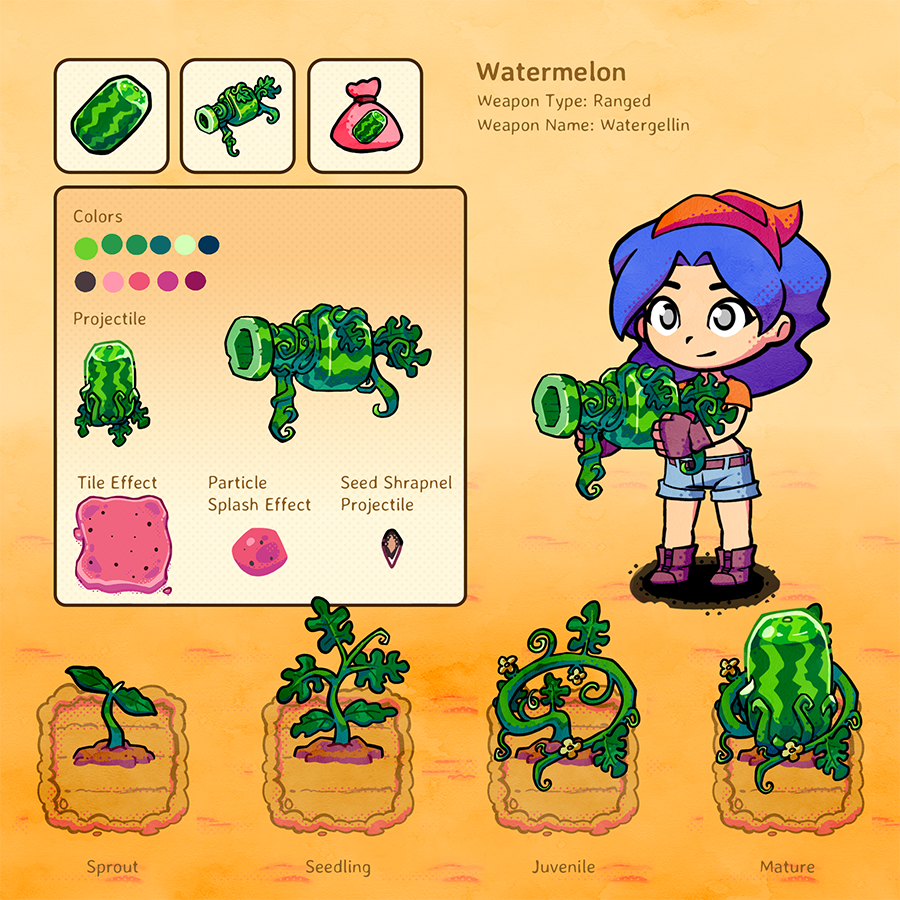 Watermelon
Weapon Type: Ranged
Weapon Name: Watergellin
Colors
Projectile
Tile Effect
Particle
Splash Effect
Seed Shrapnel
Projectile
Sprout
Seedling
Juvenile
Mature